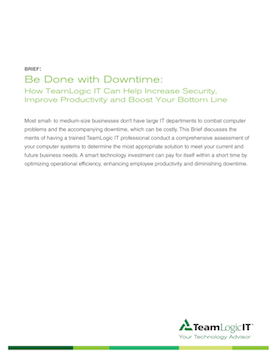 BRIEF:
Be Done with Downtime:
How TeamLogic IT Can Help Increase Security,
Improve Productivity and Boost Your Bottom Line
Most small- to medium-size businesses don't have large IT departments to combat computer
problems and the accompanying downtime, which can be costly. This Brief discusses the
merits of having a trained TeamLogic IT professional conduct a comprehensive assessment of
your computer systems to determine the most appropriate solution to meet your current and
future business needs. A smart technology investment can pay for itself within a short time by
optimizing operational efficiency, enhancing employee productivity and diminishing downtime.
TeamLogicIT
Your Technology Advisor